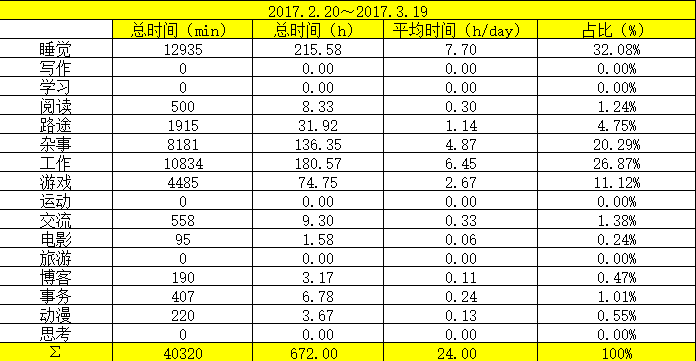 2017.2.20～2017.3.19
总时间（min） 总时间（h） 平均时间（h/day） 占比（%）
睡觉 12935 215.58 7.70 32.08%
写作 0 0.00 0.00 0.00%
学习 0 0.00 0.00 0.00%
阅读 500 8.33 0.30 1.24%
路途 1915 31.92 1.14 4.75%
杂事 8181 136.35 4.87 20.29%
工作 10834 180.57 6.45 26.87%
游戏 4485 74.75 2.67 11.12%
运动 0 0.00 0.00 0.00%
交流 558 9.30 0.33 1.38%
电影 95 1.58 0.06 0.24%
旅游 0 0.00 0.00 0.00%
博客 190 3.17 0.11 0.47%
事务 407 6.78 0.24 1.01%
动漫 220 3.67 0.13 0.55%
思考 0 0.00 0.00 0.00%
Σ 40320 672.00 24.00 100%